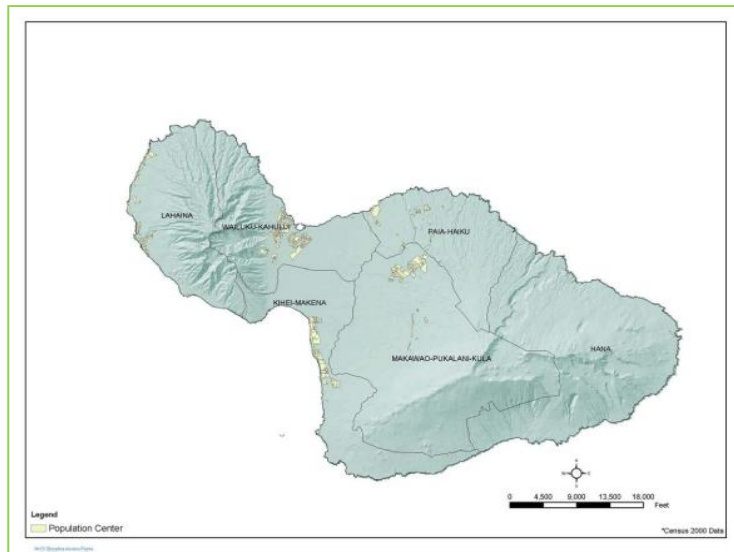 LAHAINA
WAILUKU-KAHULUI
PAIA-HAIKU
KIHEI-MAKENA
MAKAWAO-PUKALANI-KULA
HANA
0 4,500 9,000 13,500 18,000
Feet
Legend
Population Center
*Census 2000 Data